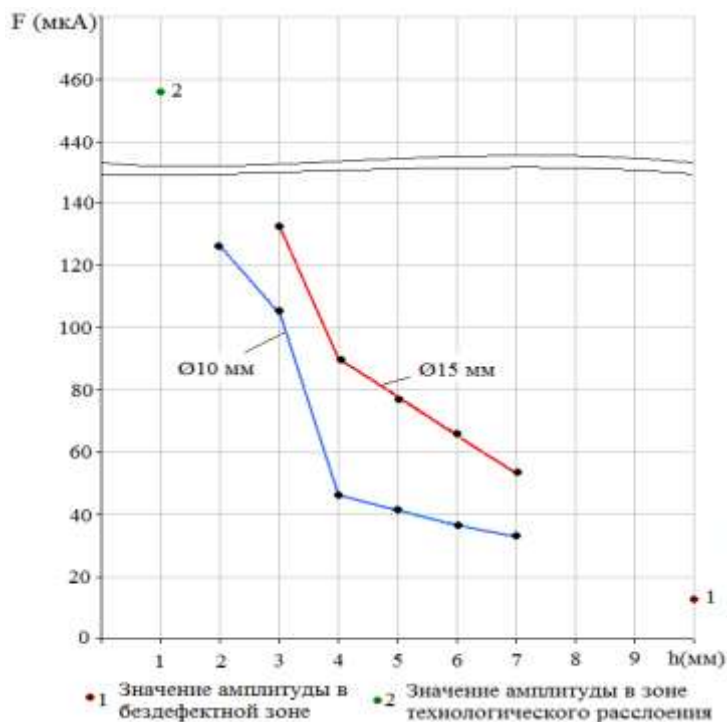 F (мкА)
460
2
440
140
120
100
Ø10 мм
Ø15 мм
80
60
40
20
1
0
1 2 3 4 5 6 7 8 9 h(мм)
1 Значение амплитуды в бездефектной зоне
2 Значение амплитуды в зоне технологического расслоения